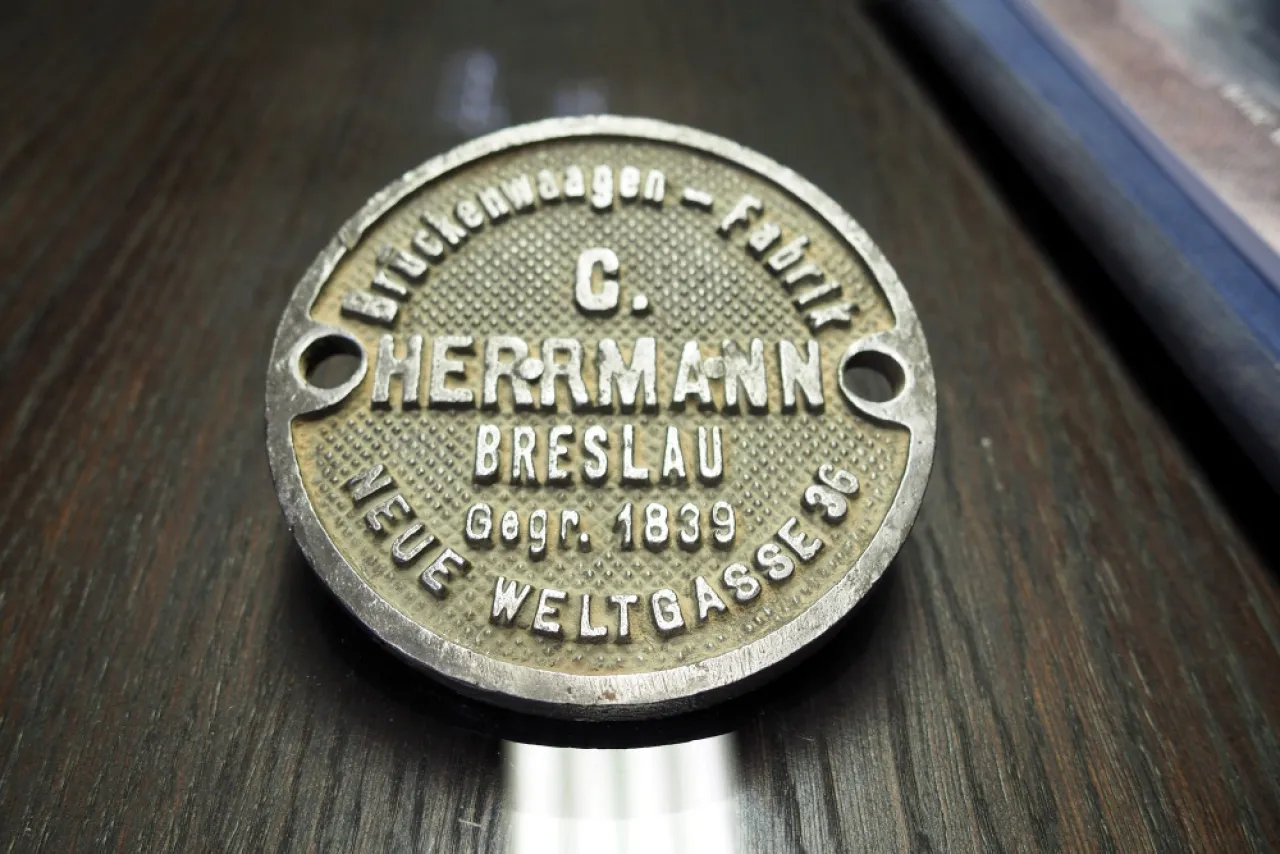 Brückenwaagen - Fabrik
C.
HERRMANN
BRESLAU
Gegr. 1839
NEUE WELTGASSE 36